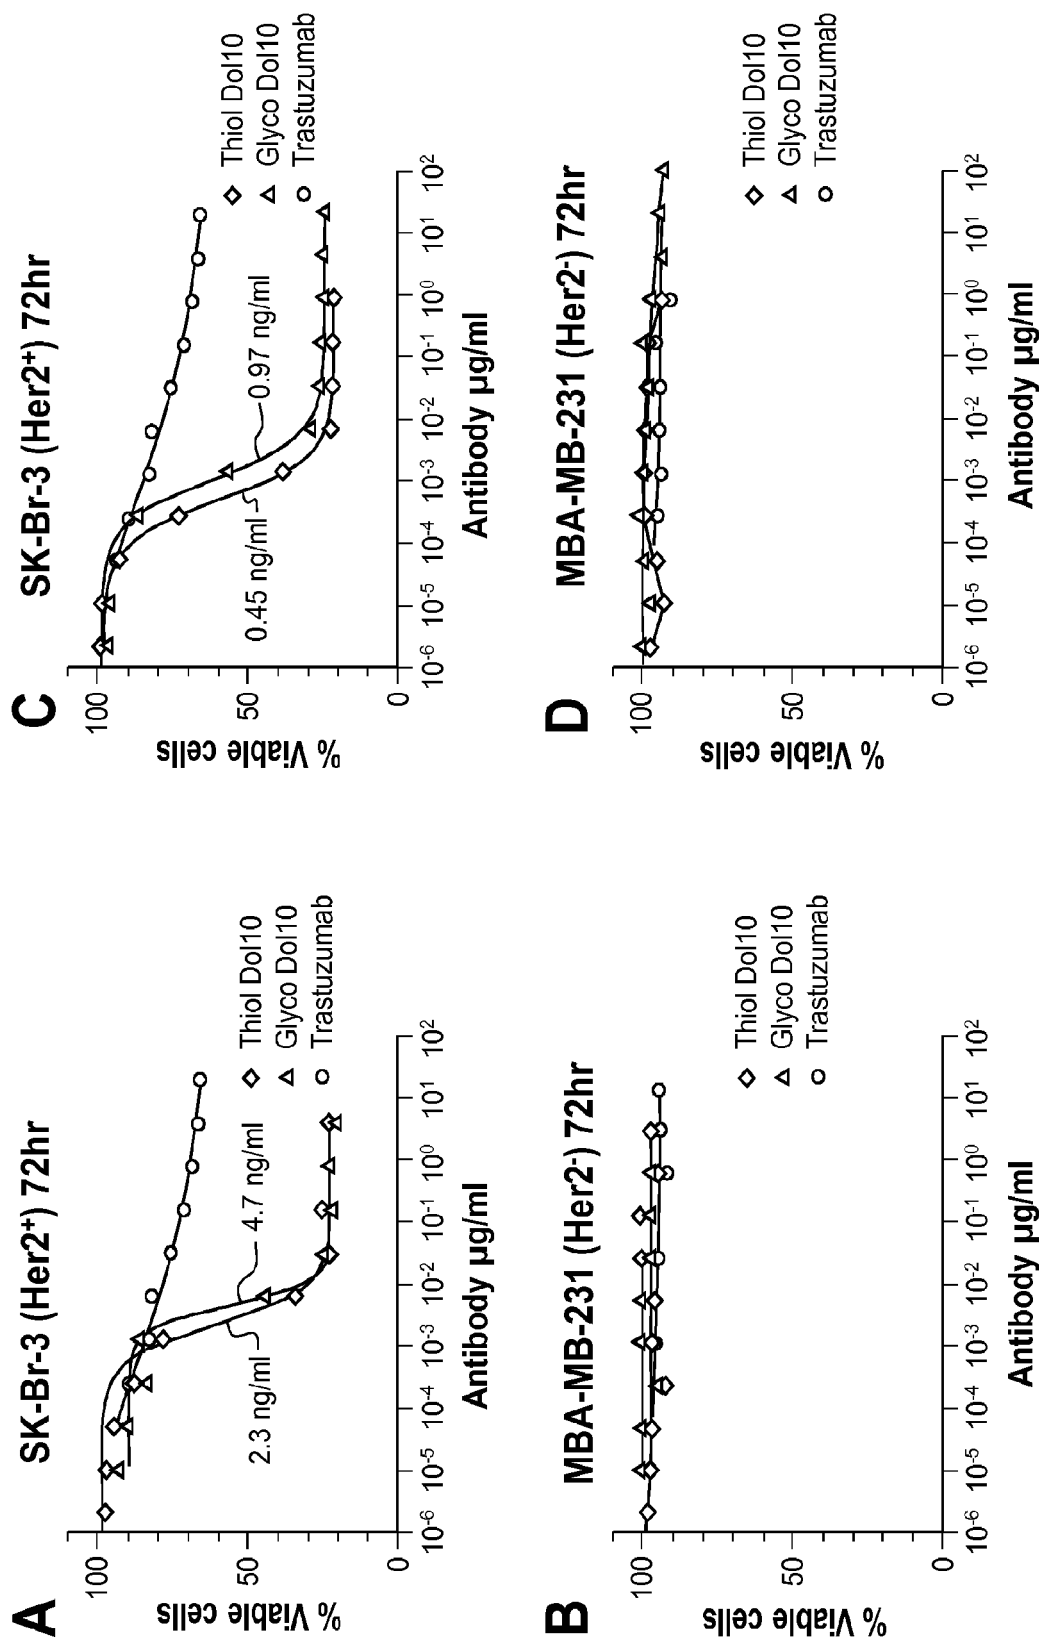 A
SK-Br-3 (Her2⁺) 72hr
% Viable cells
100
50
0
2.3 ng/ml
4.7 ng/ml
Thiol Dol10
Glyco Dol10
Trastuzumab
10⁻⁶ 10⁻⁵ 10⁻⁴ 10⁻³ 10⁻² 10⁻¹ 10⁰ 10¹ 10²
Antibody µg/ml
B
MBA-MB-231 (Her2⁻) 72hr
% Viable cells
100
50
0
Thiol Dol10
Glyco Dol10
Trastuzumab
10⁻⁶ 10⁻⁵ 10⁻⁴ 10⁻³ 10⁻² 10⁻¹ 10⁰ 10¹ 10²
Antibody µg/ml
C
SK-Br-3 (Her2⁺) 72hr
% Viable cells
100
50
0
0.45 ng/ml
0.97 ng/ml
Thiol Dol10
Glyco Dol10
Trastuzumab
10⁻⁶ 10⁻⁵ 10⁻⁴ 10⁻³ 10⁻² 10⁻¹ 10⁰ 10¹ 10²
Antibody µg/ml
D
MBA-MB-231 (Her2⁻) 72hr
% Viable cells
100
50
0
Thiol Dol10
Glyco Dol10
Trastuzumab
10⁻⁶ 10⁻⁵ 10⁻⁴ 10⁻³ 10⁻² 10⁻¹ 10⁰ 10¹ 10²
Antibody µg/ml